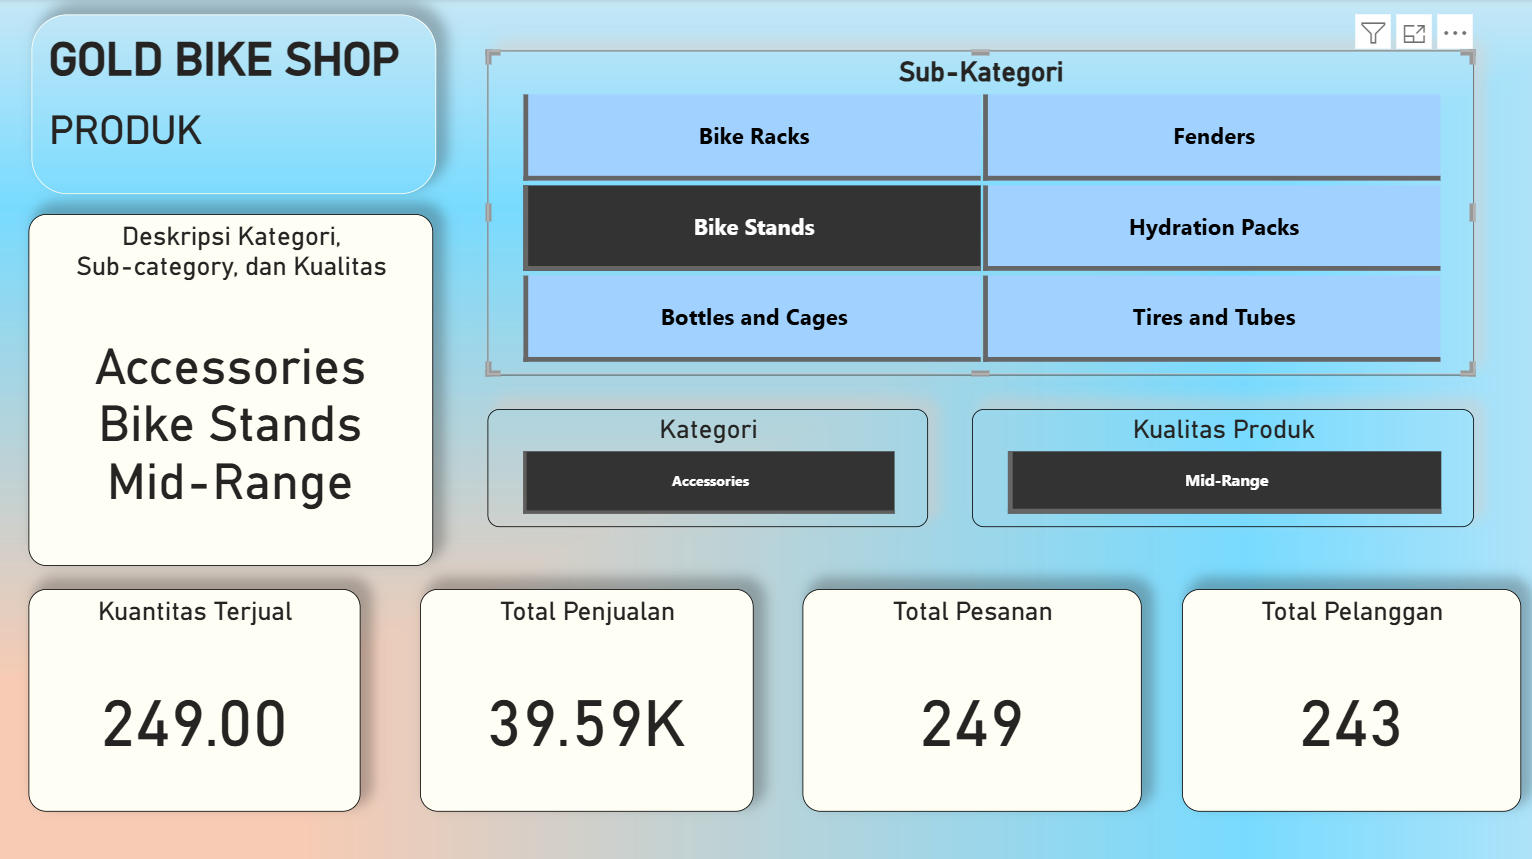 GOLD BIKE SHOP
PRODUK
Deskripsi Kategori,
Sub-category, dan Kualitas
Accessories
Bike Stands
Mid-Range
Sub-Kategori
Bike Racks
Fenders
Bike Stands
Hydration Packs
Bottles and Cages
Tires and Tubes
Kategori
Accessories
Kualitas Produk
Mid-Range
Kuantitas Terjual
249.00
Total Penjualan
39.59K
Total Pesanan
249
Total Pelanggan
243